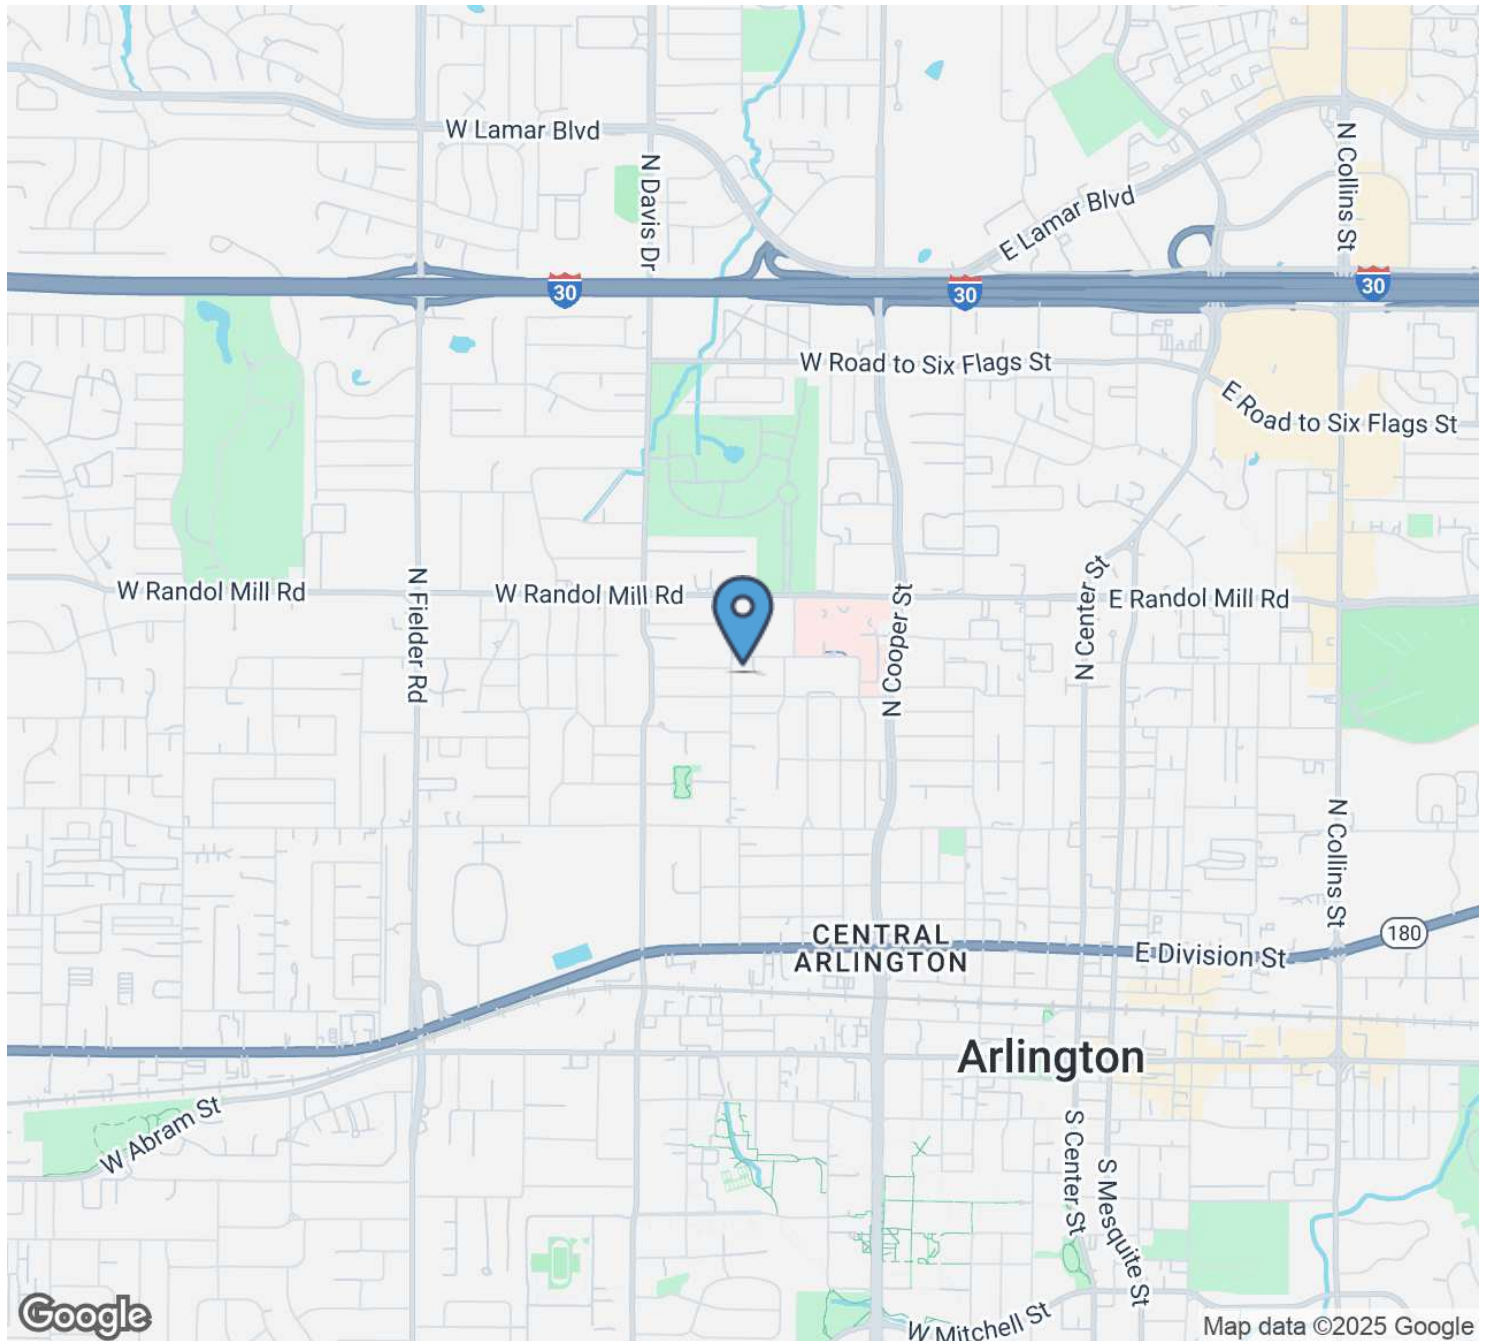 W Lamar Blvd
N Davis Dr
N Collins St
E Lamar Blvd
30
30
30
W Road to Six Flags St
E Road to Six Flags St
W Randol Mill Rd
N Fielder Rd
W Randol Mill Rd
N Cooper St
N Center St
E Randol Mill Rd
N Collins St
CENTRAL
ARLINGTON
E Division St
180
Arlington
W Abram St
S Center St
S Mesquite St
W Mitchell St
Google
Map data ©2025 Google